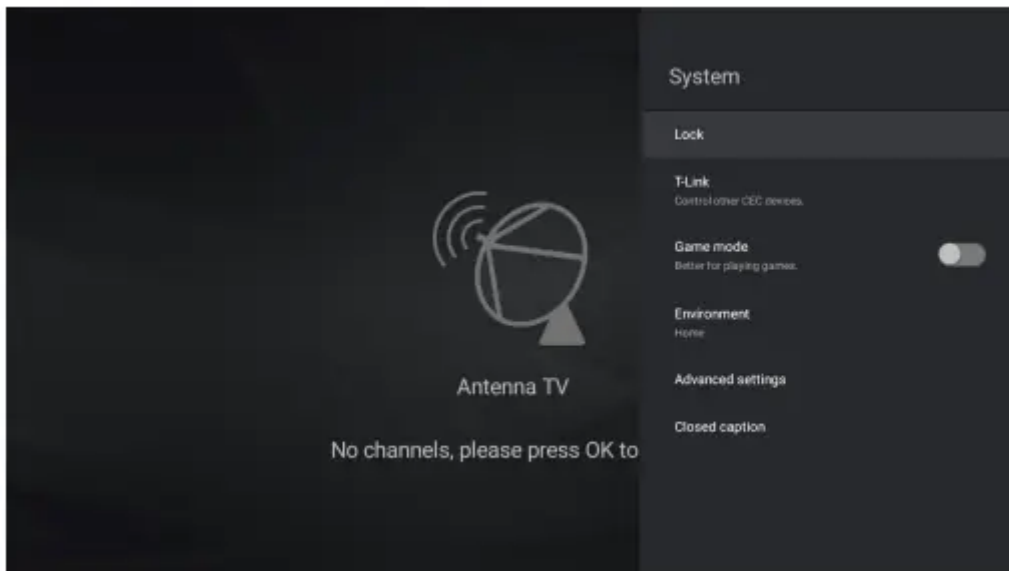 System
Lock
T-Link
Control other CEC devices.
Game mode
Better for playing games.
Environment
Home
Advanced settings
Closed caption
Antenna TV
No channels, please press OK to